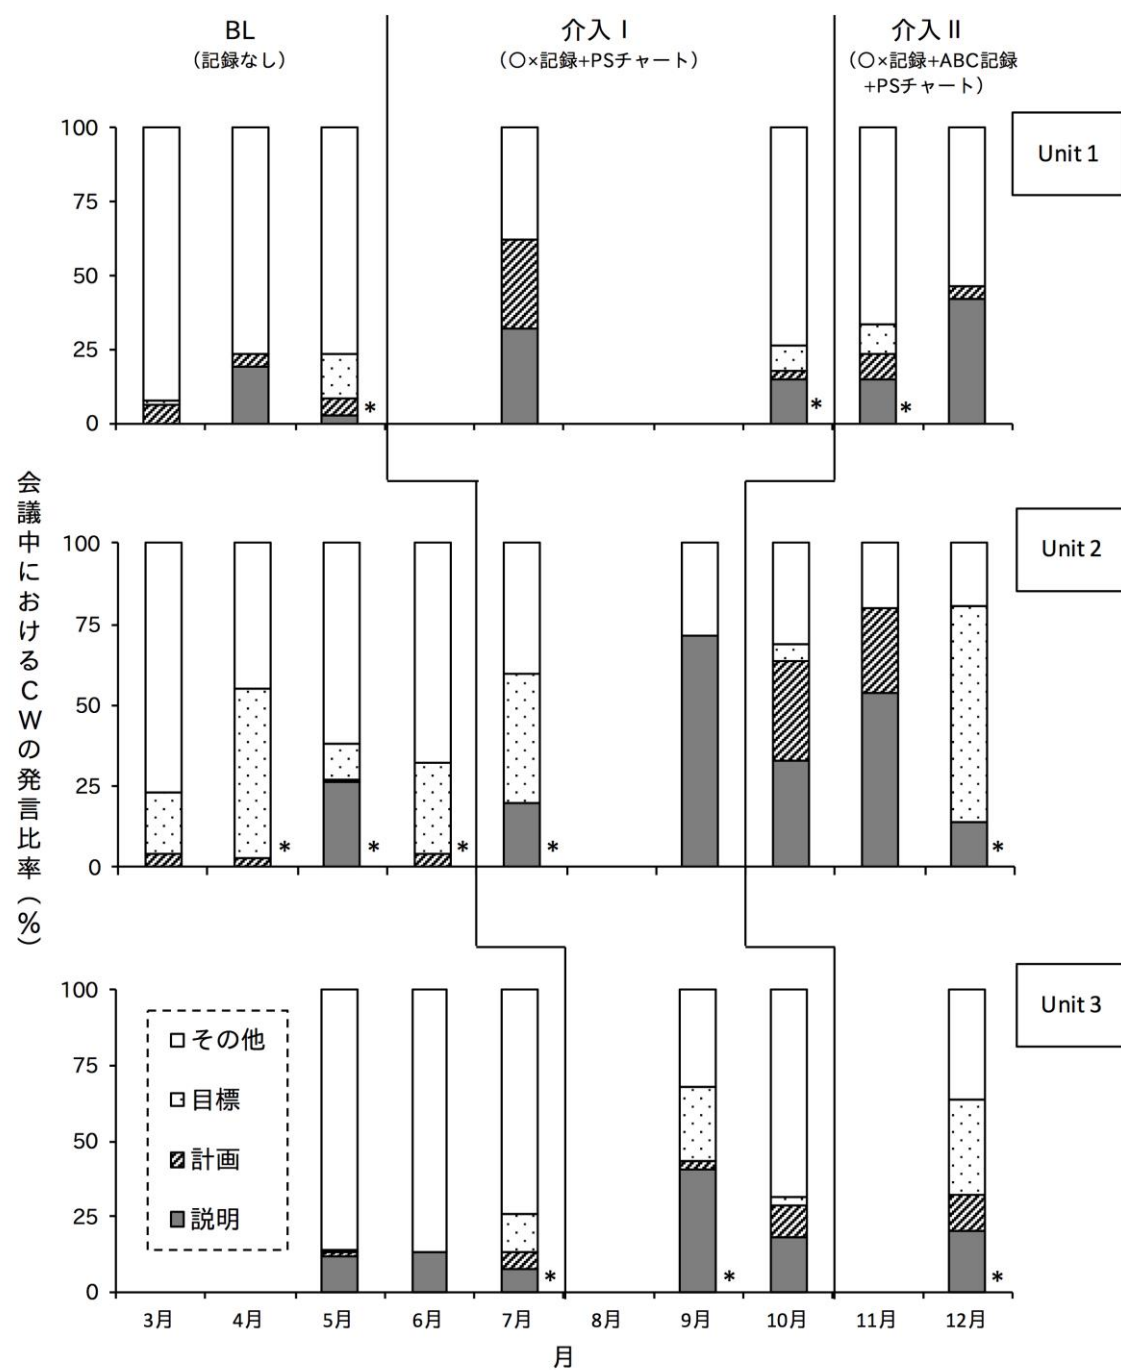 BL
(記録なし)
介入 I
(○×記録+PSチャート)
介入 II
(○×記録+ABC記録
+PSチャート)
Unit 1
100
75
50
25
0
*
*
*
会議中におけるCWの発言比率(%)
Unit 2
100
75
50
25
0
*
*
*
*
*
Unit 3
100
75
50
25
0
その他
目標
計画
説明
*
*
*
3月 4月 5月 6月 7月 8月 9月 10月 11月 12月
月